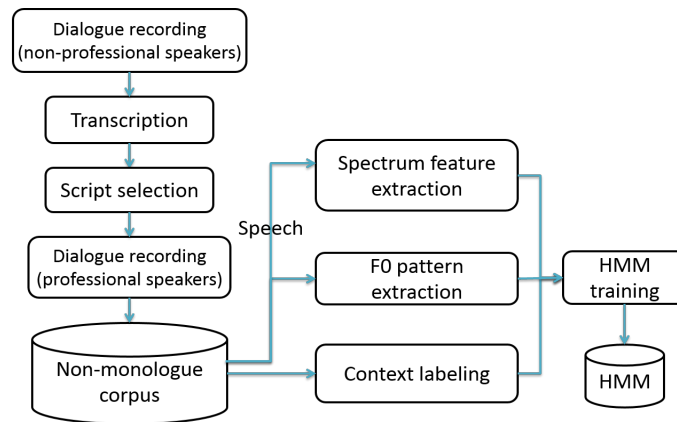 Dialogue recording
(non-professional speakers)
Transcription
Script selection
Dialogue recording
(professional speakers)
Non-monologue
corpus
Speech
Spectrum feature
extraction
F0 pattern
extraction
Context labeling
HMM
training
HMM